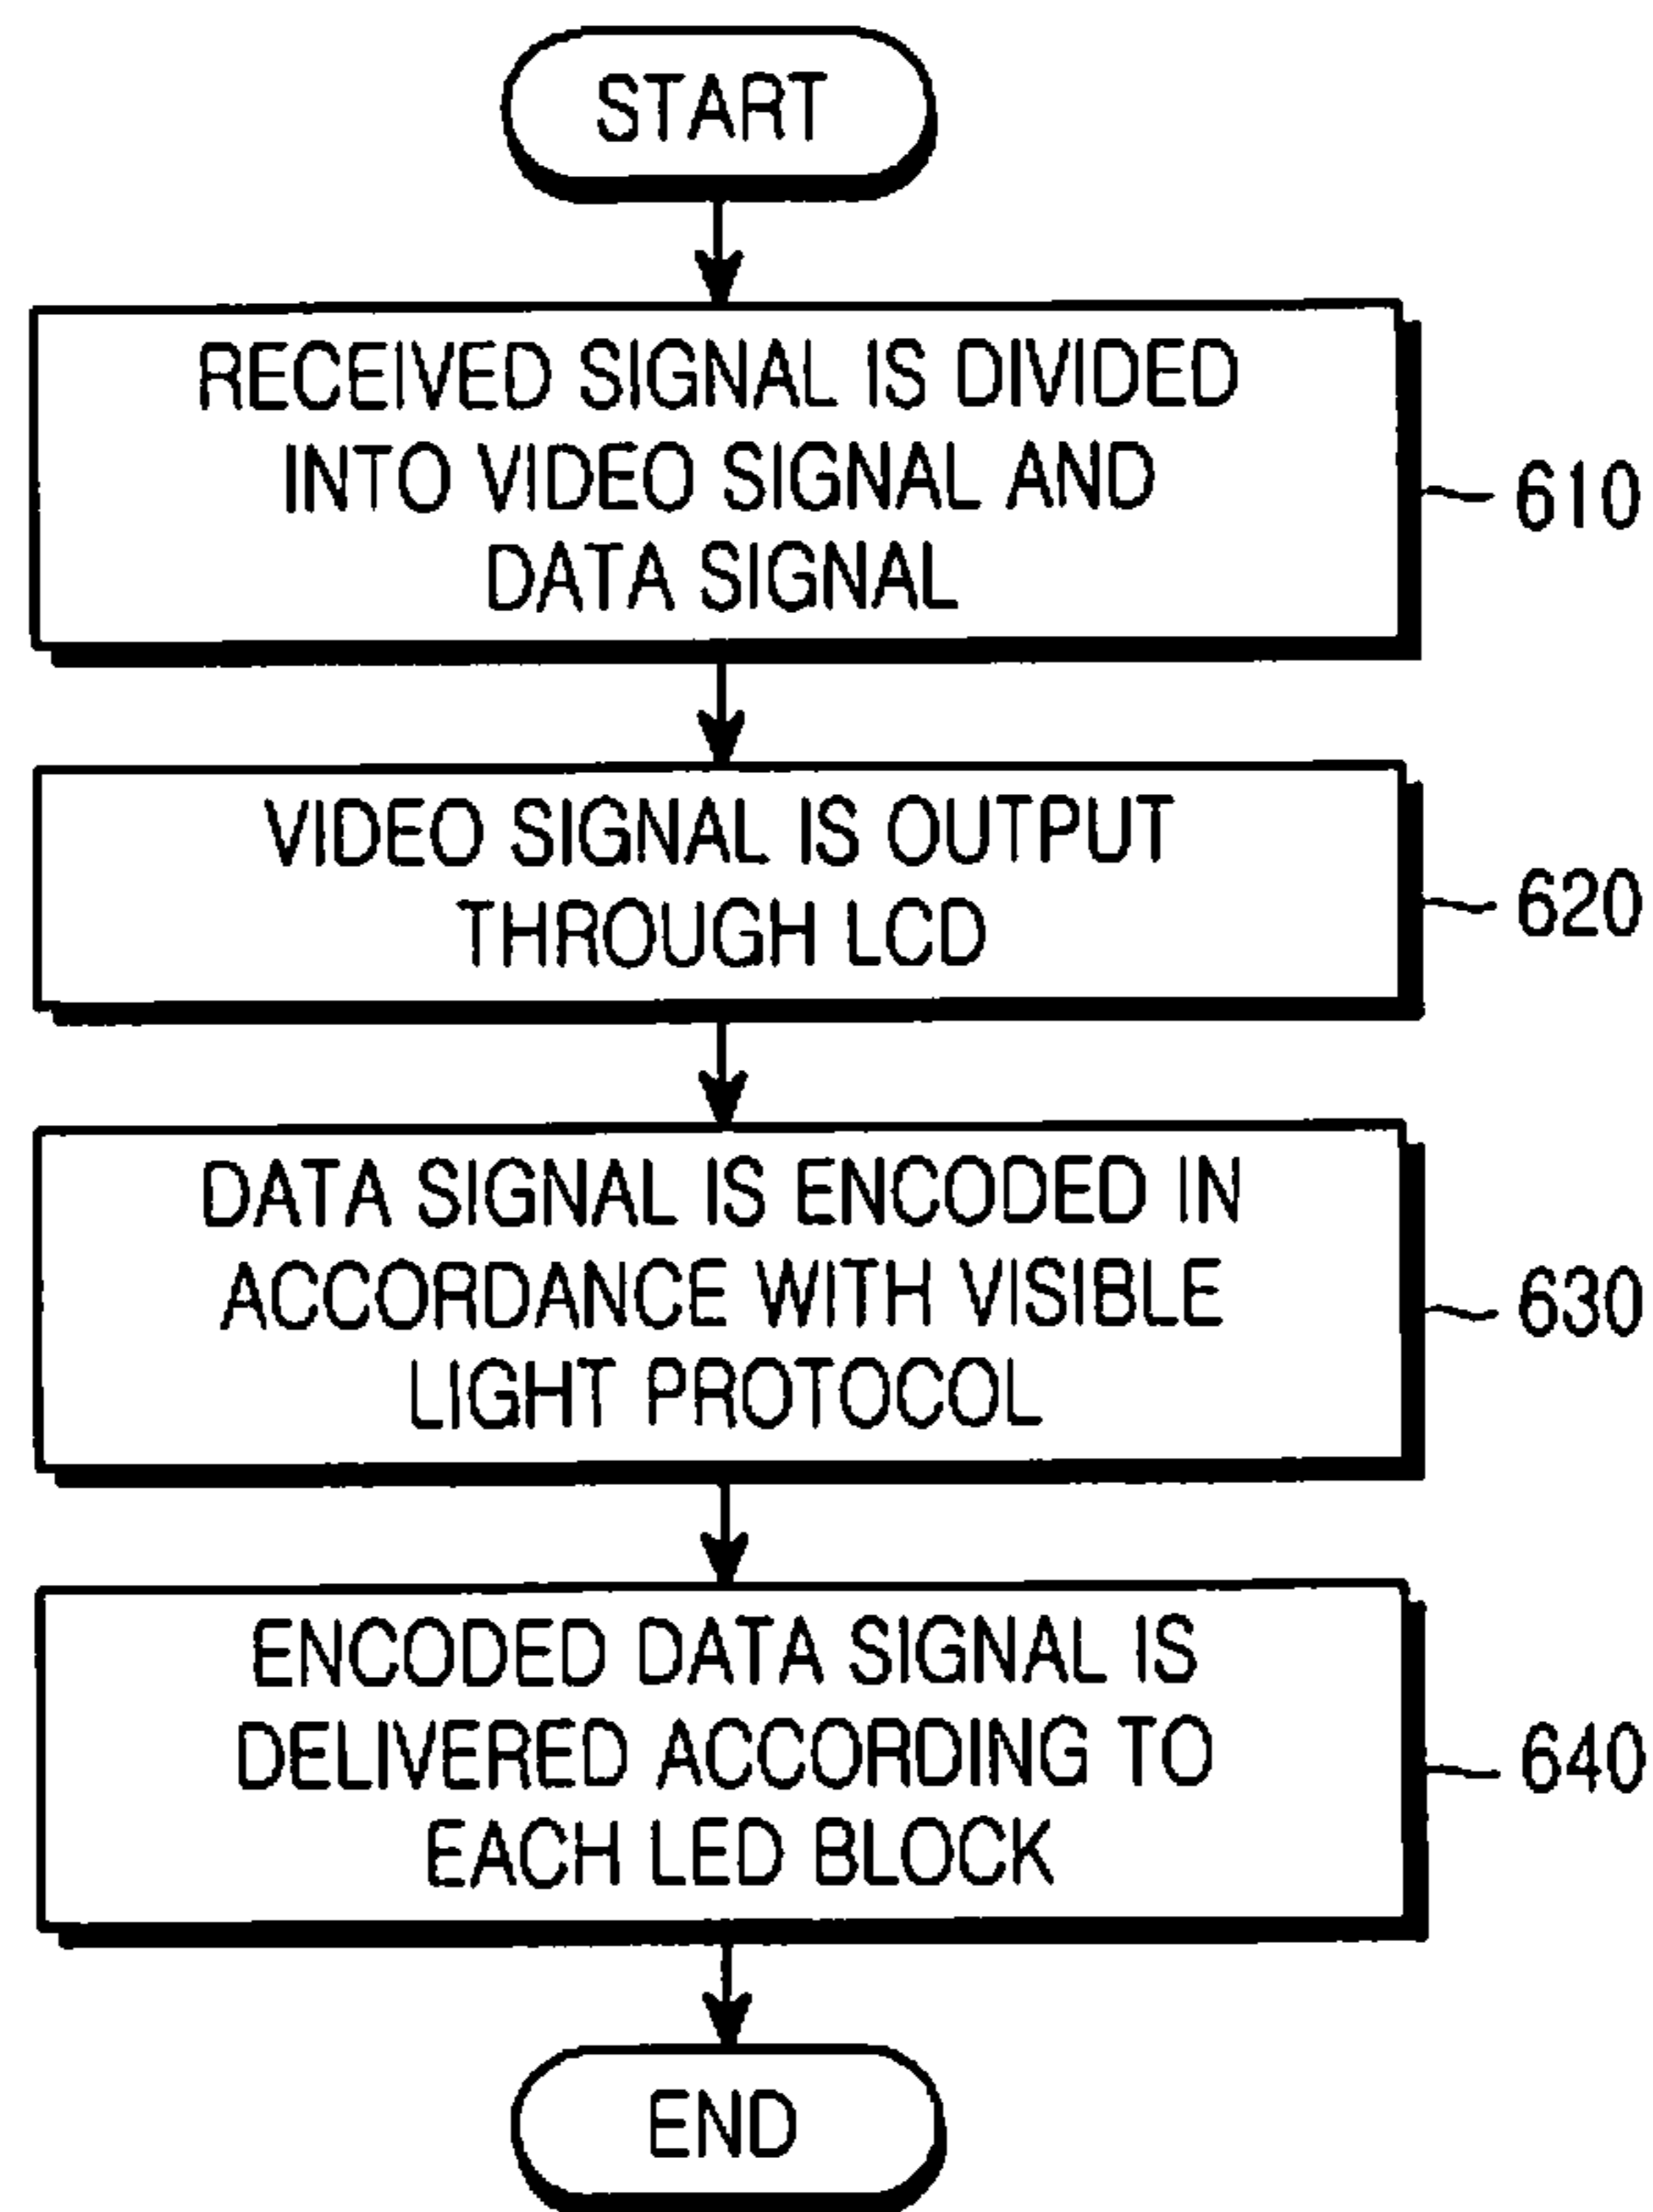 START
RECEIVED SIGNAL IS DIVIDED
INTO VIDEO SIGNAL AND
DATA SIGNAL
610
VIDEO SIGNAL IS OUTPUT
THROUGH LCD
620
DATA SIGNAL IS ENCODED IN
ACCORDANCE WITH VISIBLE
LIGHT PROTOCOL
630
ENCODED DATA SIGNAL IS
DELIVERED ACCORDING TO
EACH LED BLOCK
640
END